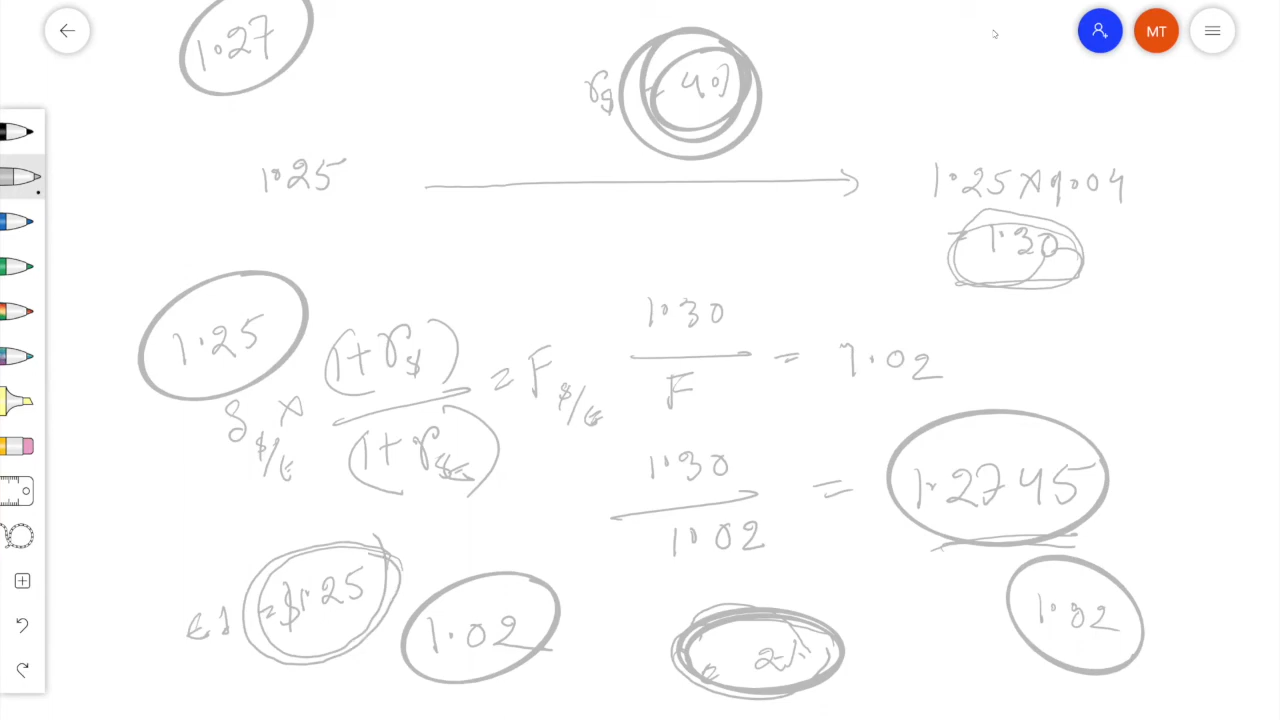 1.27
MT
r$ = 4%
1.25
1.25 × 1.04
= 1.30
1.25
S $/€ × (1+r$) / (1+r€) = F $/€
1.30 / F = 1.02
1.30 / 1.02 = 1.2745
€1 = $1.25
1.02
= 2%
1.02